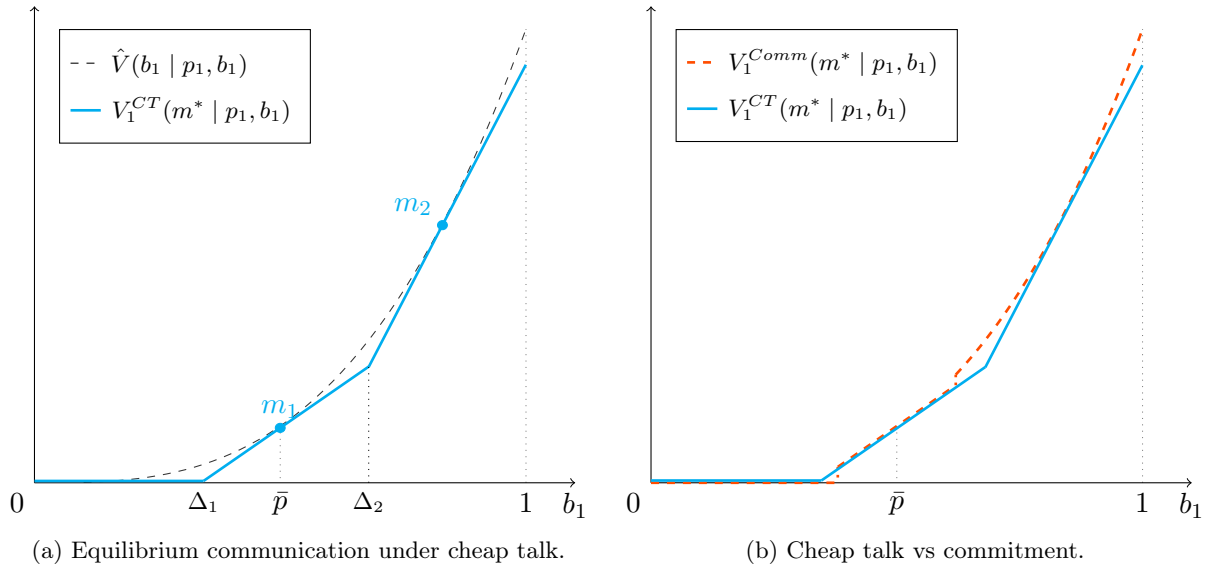 V̂(b₁ | p₁, b₁)
V₁^{CT}(m* | p₁, b₁)
m₂
m₁
0
Δ₁
p̄
Δ₂
1
b₁
(a) Equilibrium communication under cheap talk.
V₁^{Comm}(m* | p₁, b₁)
V₁^{CT}(m* | p₁, b₁)
0
p̄
1
b₁
(b) Cheap talk vs commitment.